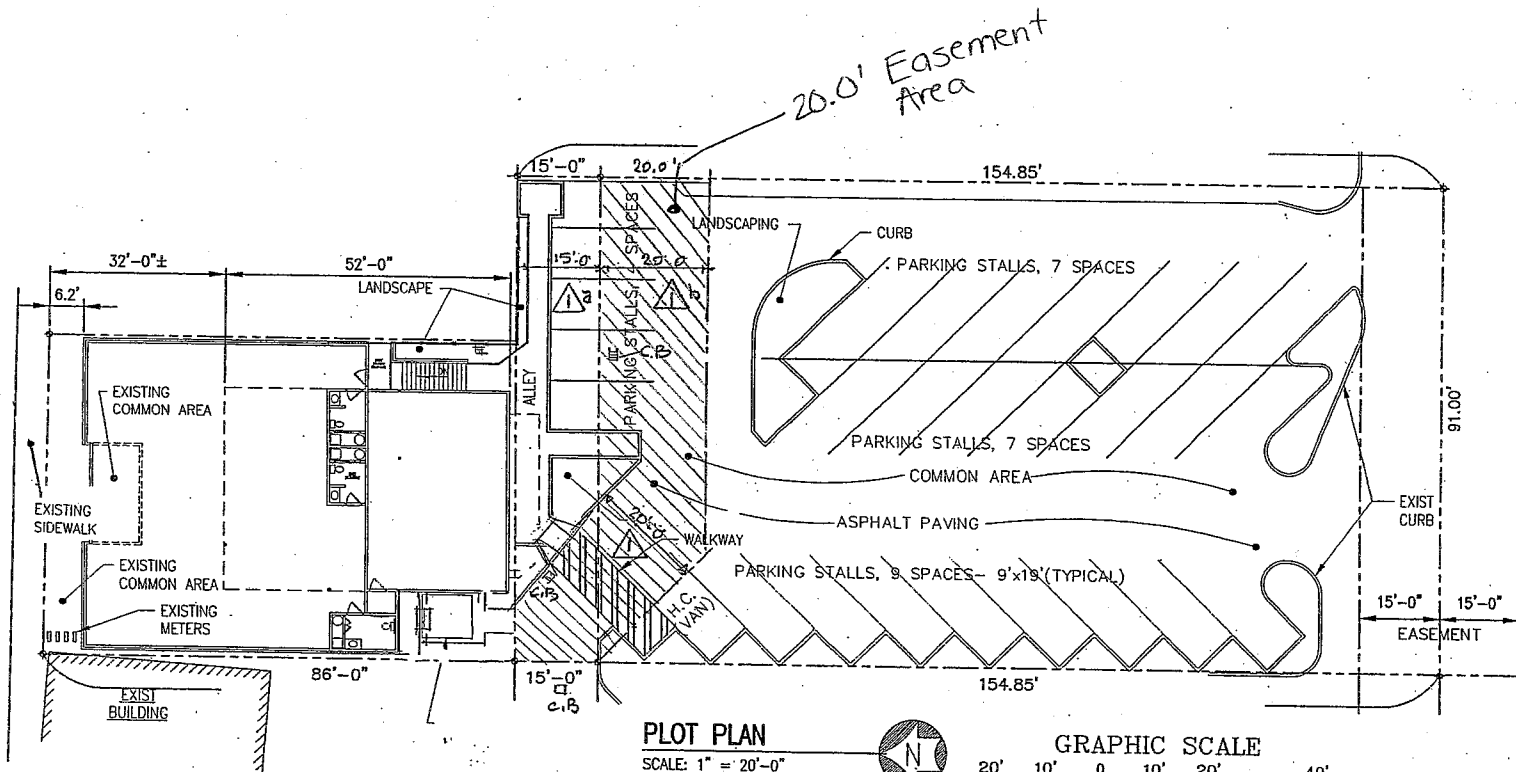 20.0' Easement
Area
15'-0"
20.0'
154.85'
LANDSCAPING
CURB
PARKING STALLS, 7 SPACES
32'-0"±
52'-0"
6.2'
LANDSCAPE
15'-0
20'-0
a
b
PARKING STALLS, SPACES
C.B
ALLEY
EXISTING
COMMON AREA
91.00'
PARKING STALLS, 7 SPACES
COMMON AREA
EXISTING
SIDEWALK
ASPHALT PAVING
EXIST
CURB
20'-0
WALKWAY
EXISTING
COMMON AREA
PARKING STALLS, 9 SPACES- 9'x19'(TYPICAL)
C.B
H.C.
VAN)
EXISTING
METERS
15'-0"
15'-0"
EASEMENT
86'-0"
15'-0"
C.B
154.85'
EXIST
BUILDING
PLOT PLAN
SCALE: 1" = 20'-0"
N
GRAPHIC SCALE
20' 10' 0 10' 20' 40'